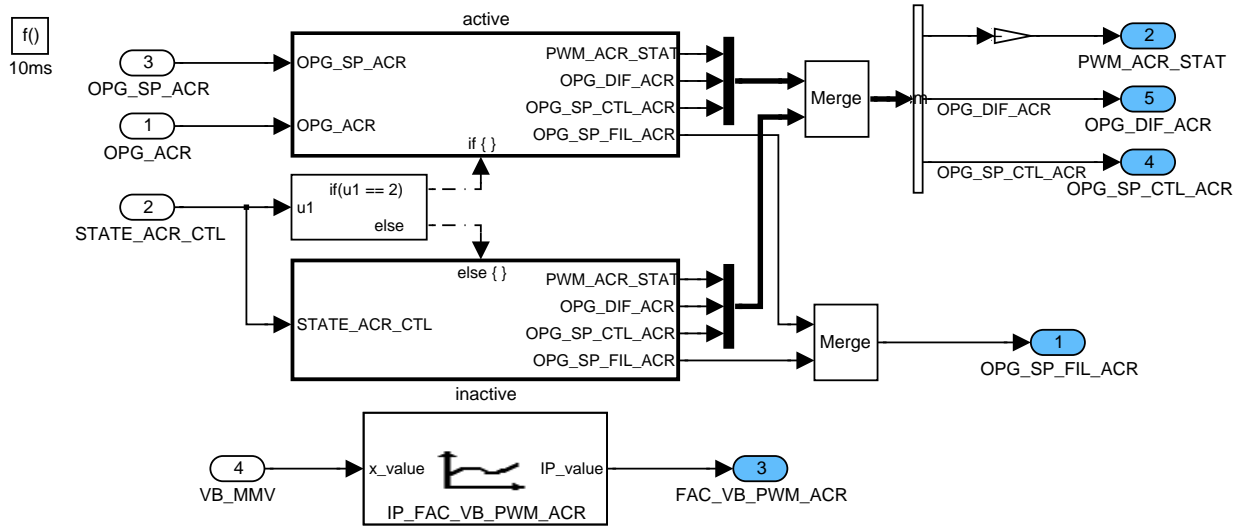 f()
10ms
active
3
OPG_SP_ACR
1
OPG_ACR
OPG_SP_ACR
OPG_ACR
PWM_ACR_STAT
OPG_DIF_ACR
OPG_SP_CTL_ACR
OPG_SP_FIL_ACR
if { }
Merge
2
PWM_ACR_STAT
OPG_DIF_ACR
5
OPG_DIF_ACR
OPG_SP_CTL_ACR
4
OPG_SP_CTL_ACR
2
STATE_ACR_CTL
u1
if(u1 == 2)
else
else { }
STATE_ACR_CTL
PWM_ACR_STAT
OPG_DIF_ACR
OPG_SP_CTL_ACR
OPG_SP_FIL_ACR
inactive
Merge
1
OPG_SP_FIL_ACR
4
VB_MMV
x_value
IP_value
IP_FAC_VB_PWM_ACR
3
FAC_VB_PWM_ACR